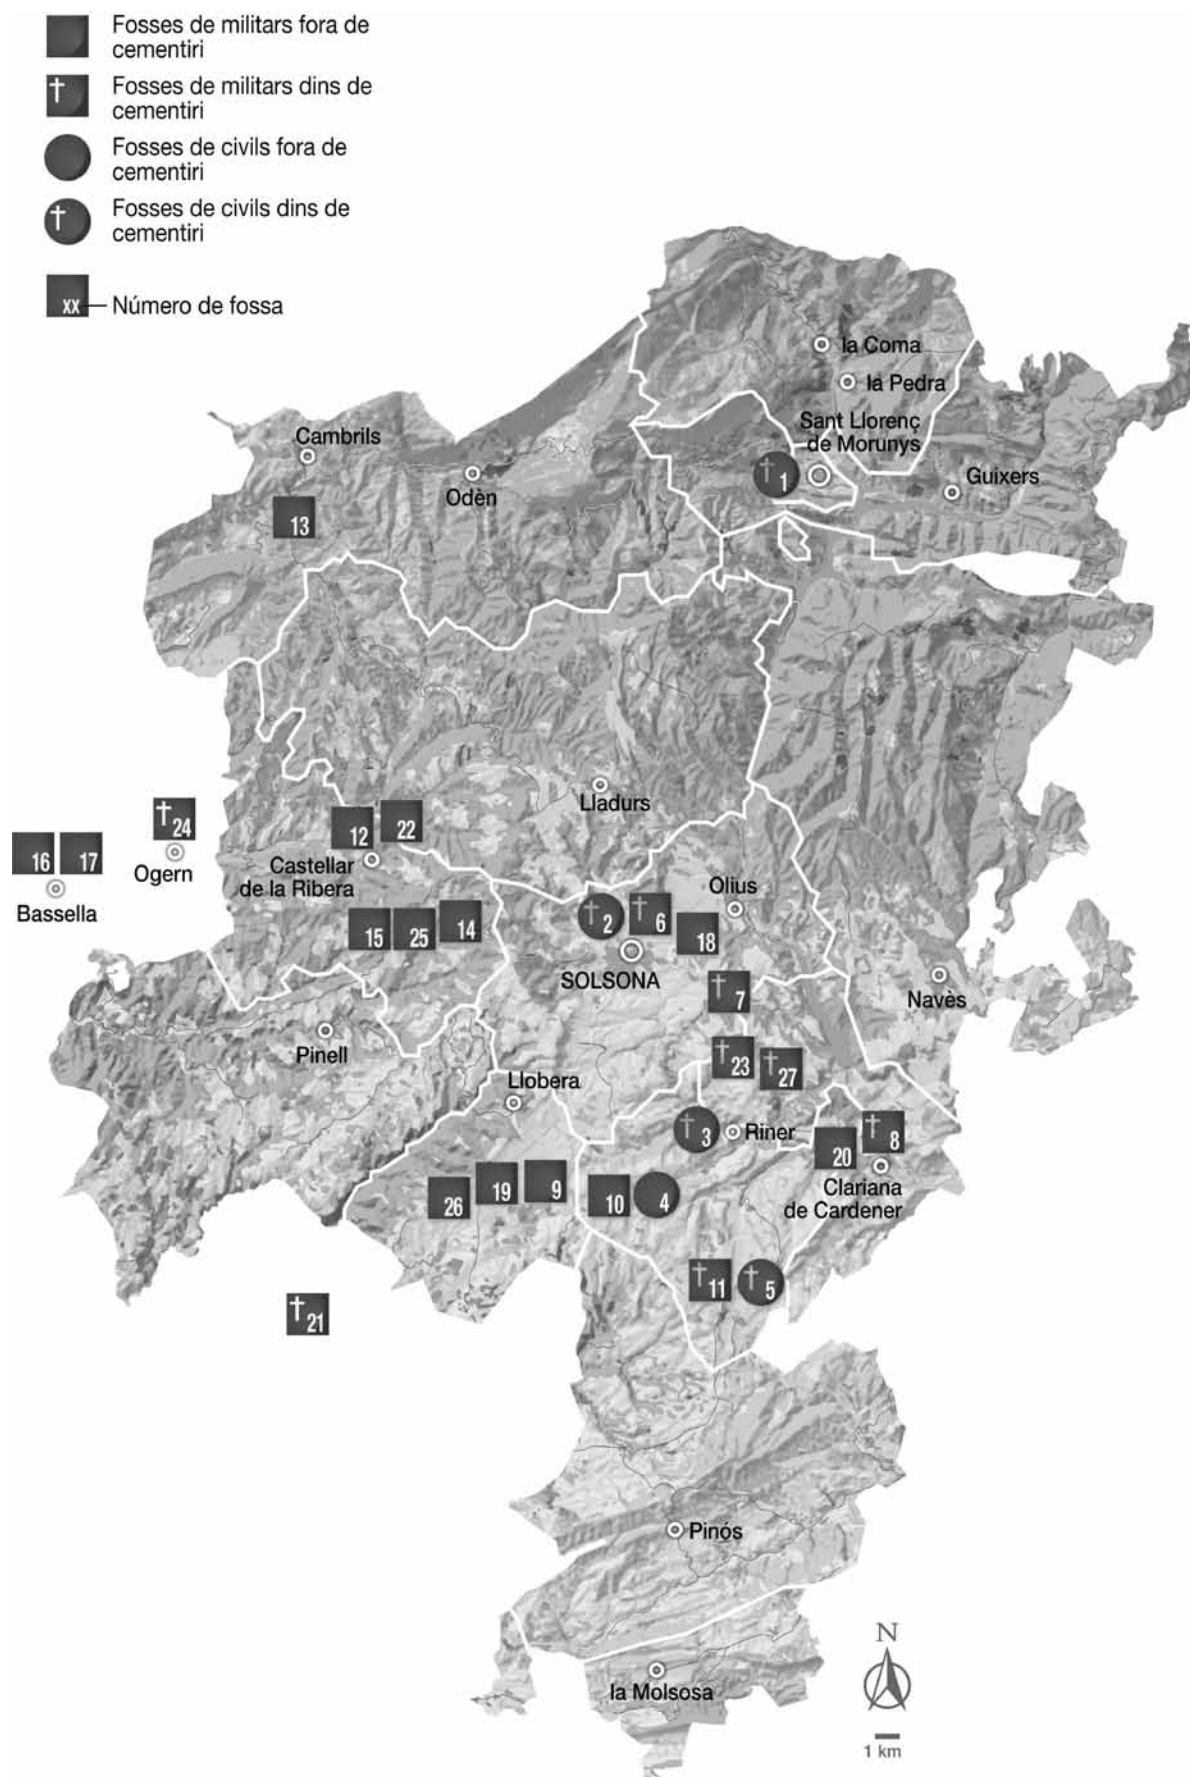 Fosses de militars fora de
cementiri
† Fosses de militars dins de
cementiri
Fosses de civils fora de
cementiri
† Fosses de civils dins de
cementiri
xx Número de fossa
la Coma
la Pedra
Sant Llorenç
de Morunys
Cambrils
† 1
Guixers
Odèn
13
Lladurs
† 24
12 22
16 17
Ogern
Castellar
de la Ribera
Bassella
Olius
† 2 † 6
15 25 14
18
SOLSONA
† 7
Navès
Pinell
† 23 † 27
Llobera
† 3
Riner
20 † 8
Clariana
de Cardener
26 19 9 10 4
† 11 † 5
† 21
Pinós
N
la Molsosa
1 km